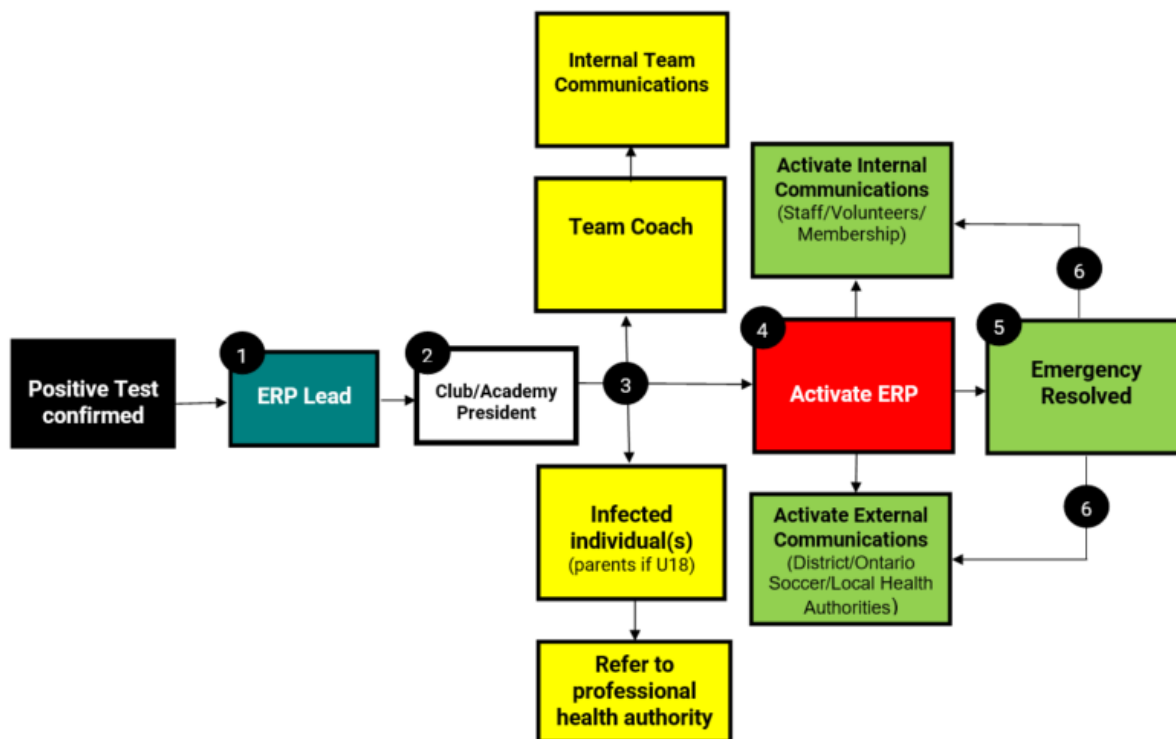 Internal Team
Communications
Activate Internal
Communications
(Staff/Volunteers/
Membership)
Team Coach
6
1
2
3
4
5
Positive Test
confirmed
ERP Lead
Club/Academy
President
Activate ERP
Emergency
Resolved
Infected
individual(s)
(parents if U18)
Activate External
Communications
(District/Ontario
Soccer/Local Health
Authorities)
6
Refer to
professional
health authority